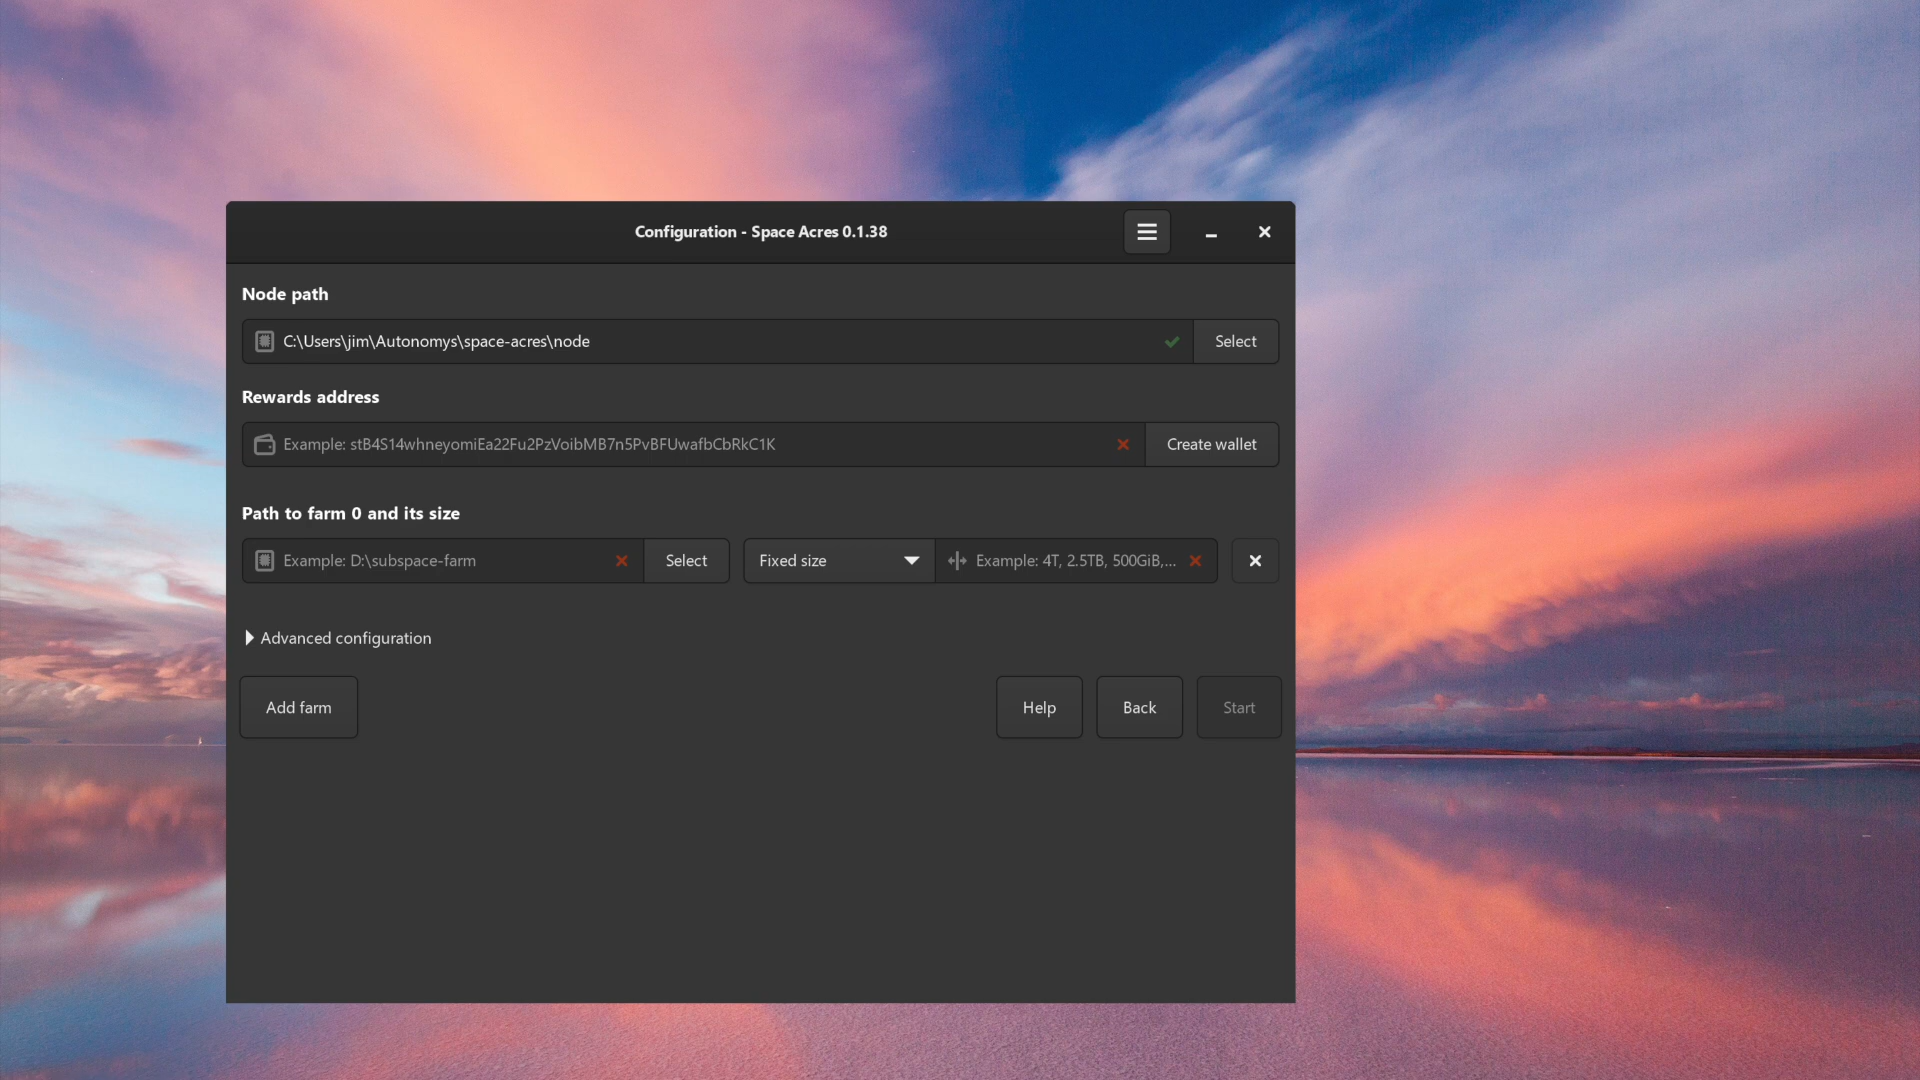 Configuration - Space Acres 0.1.38
Node path
C:\Users\jim\Autonomys\space-acres\node
Select
Rewards address
Example: stB4S14whneyomiEa22Fu2PzVoibMB7n5PvBFUwafbCbRkC1K
Create wallet
Path to farm 0 and its size
Example: D:\subspace-farm
Select
Fixed size
Example: 4T, 2.5TB, 500GiB,...
Advanced configuration
Add farm
Help
Back
Start